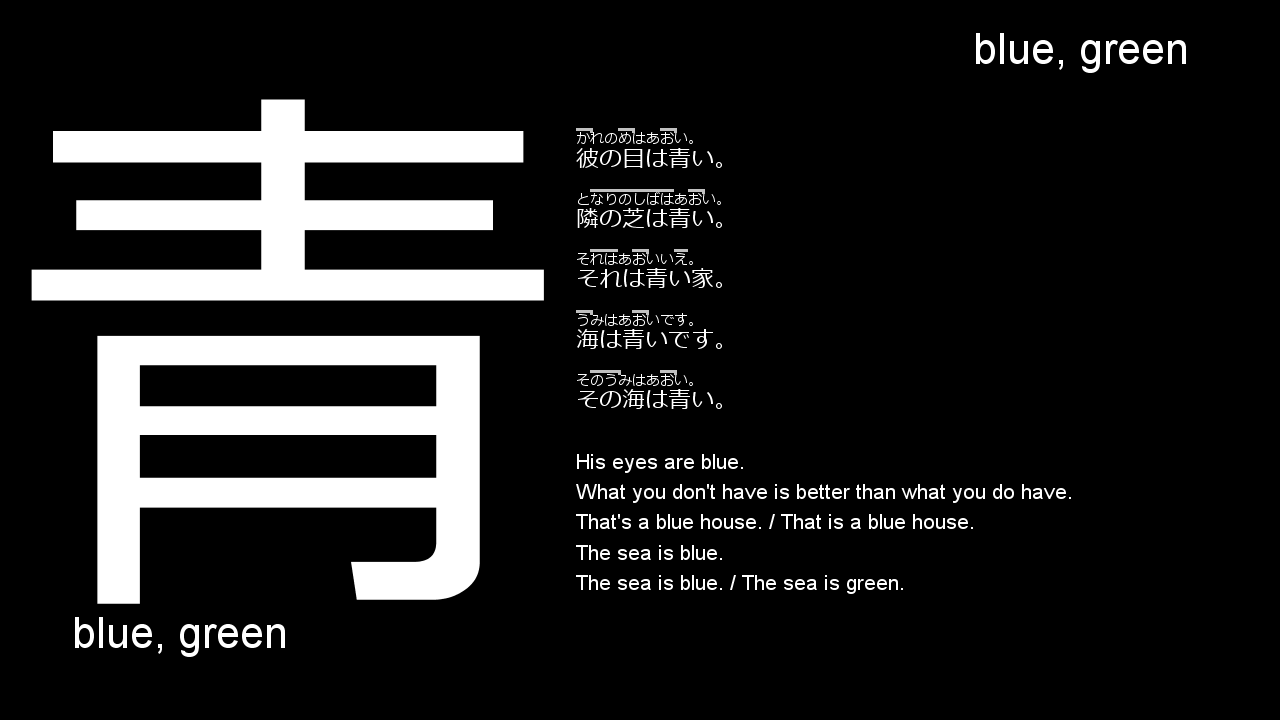 blue, green
青
かれのめはあおい。
彼の目は青い。
となりのしばはあおい。
隣の芝は青い。
それはあおいいえ。
それは青い家。
うみはあおいです。
海は青いです。
そのうみはあおい。
その海は青い。
His eyes are blue.
What you don't have is better than what you do have.
That's a blue house. / That is a blue house.
The sea is blue.
The sea is blue. / The sea is green.
blue, green